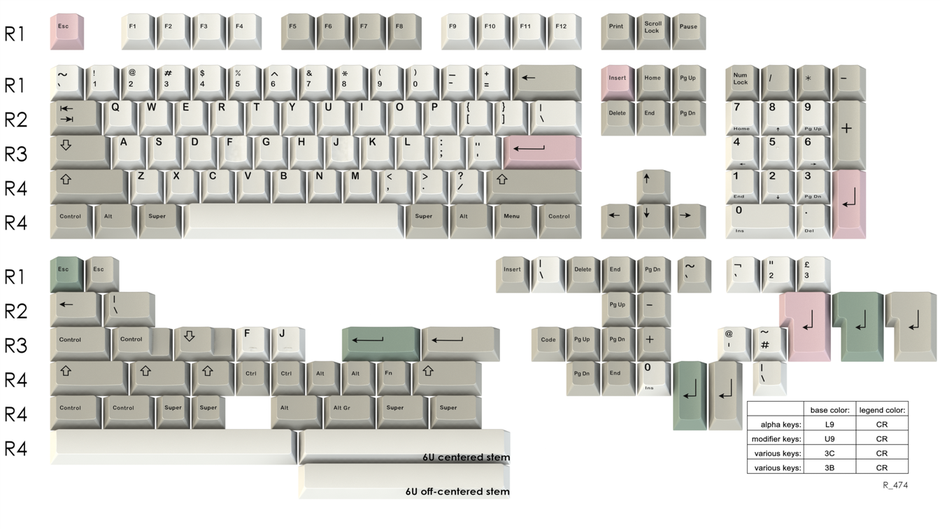 R1 Esc F1 F2 F3 F4 F5 F6 F7 F8 F9 F10 F11 F12 Print Scroll Lock Pause
R1 ~ ` ! 1 @ 2 # 3 $ 4 % 5 ^ 6 & 7 * 8 ( 9 ) 0 _ - + = ← Insert Home Pg Up Num Lock / * -
R2 Q W E R T Y U I O P { [ } ] | \ Delete End Pg Dn 7 Home 8 ↑ 9 Pg Up +
R3 A S D F G H J K L : ; " ' 4 ← 5 6 →
R4 Z X C V B N M < , > . ? / ↑ 1 End 2 ↓ 3 Pg Dn
R4 Control Alt Super Super Alt Menu Control ← ↓ → 0 Ins . Del
R1 Esc Esc Insert | \ Delete End Pg Dn ~ ¬ ` " 2 £ 3
R2 ← | \ Pg Up -
R3 Control Control F J Code Pg Up Pg Dn + @ ' ~ #
R4 Ctrl Ctrl Alt Alt Fn Pg Dn End 0 Ins | \
R4 Control Control Super Super Alt Alt Gr Super Super
R4
6U centered stem
6U off-centered stem
base color: legend color:
alpha keys: L9 CR
modifier keys: U9 CR
various keys: 3C CR
various keys: 3B CR
R_474